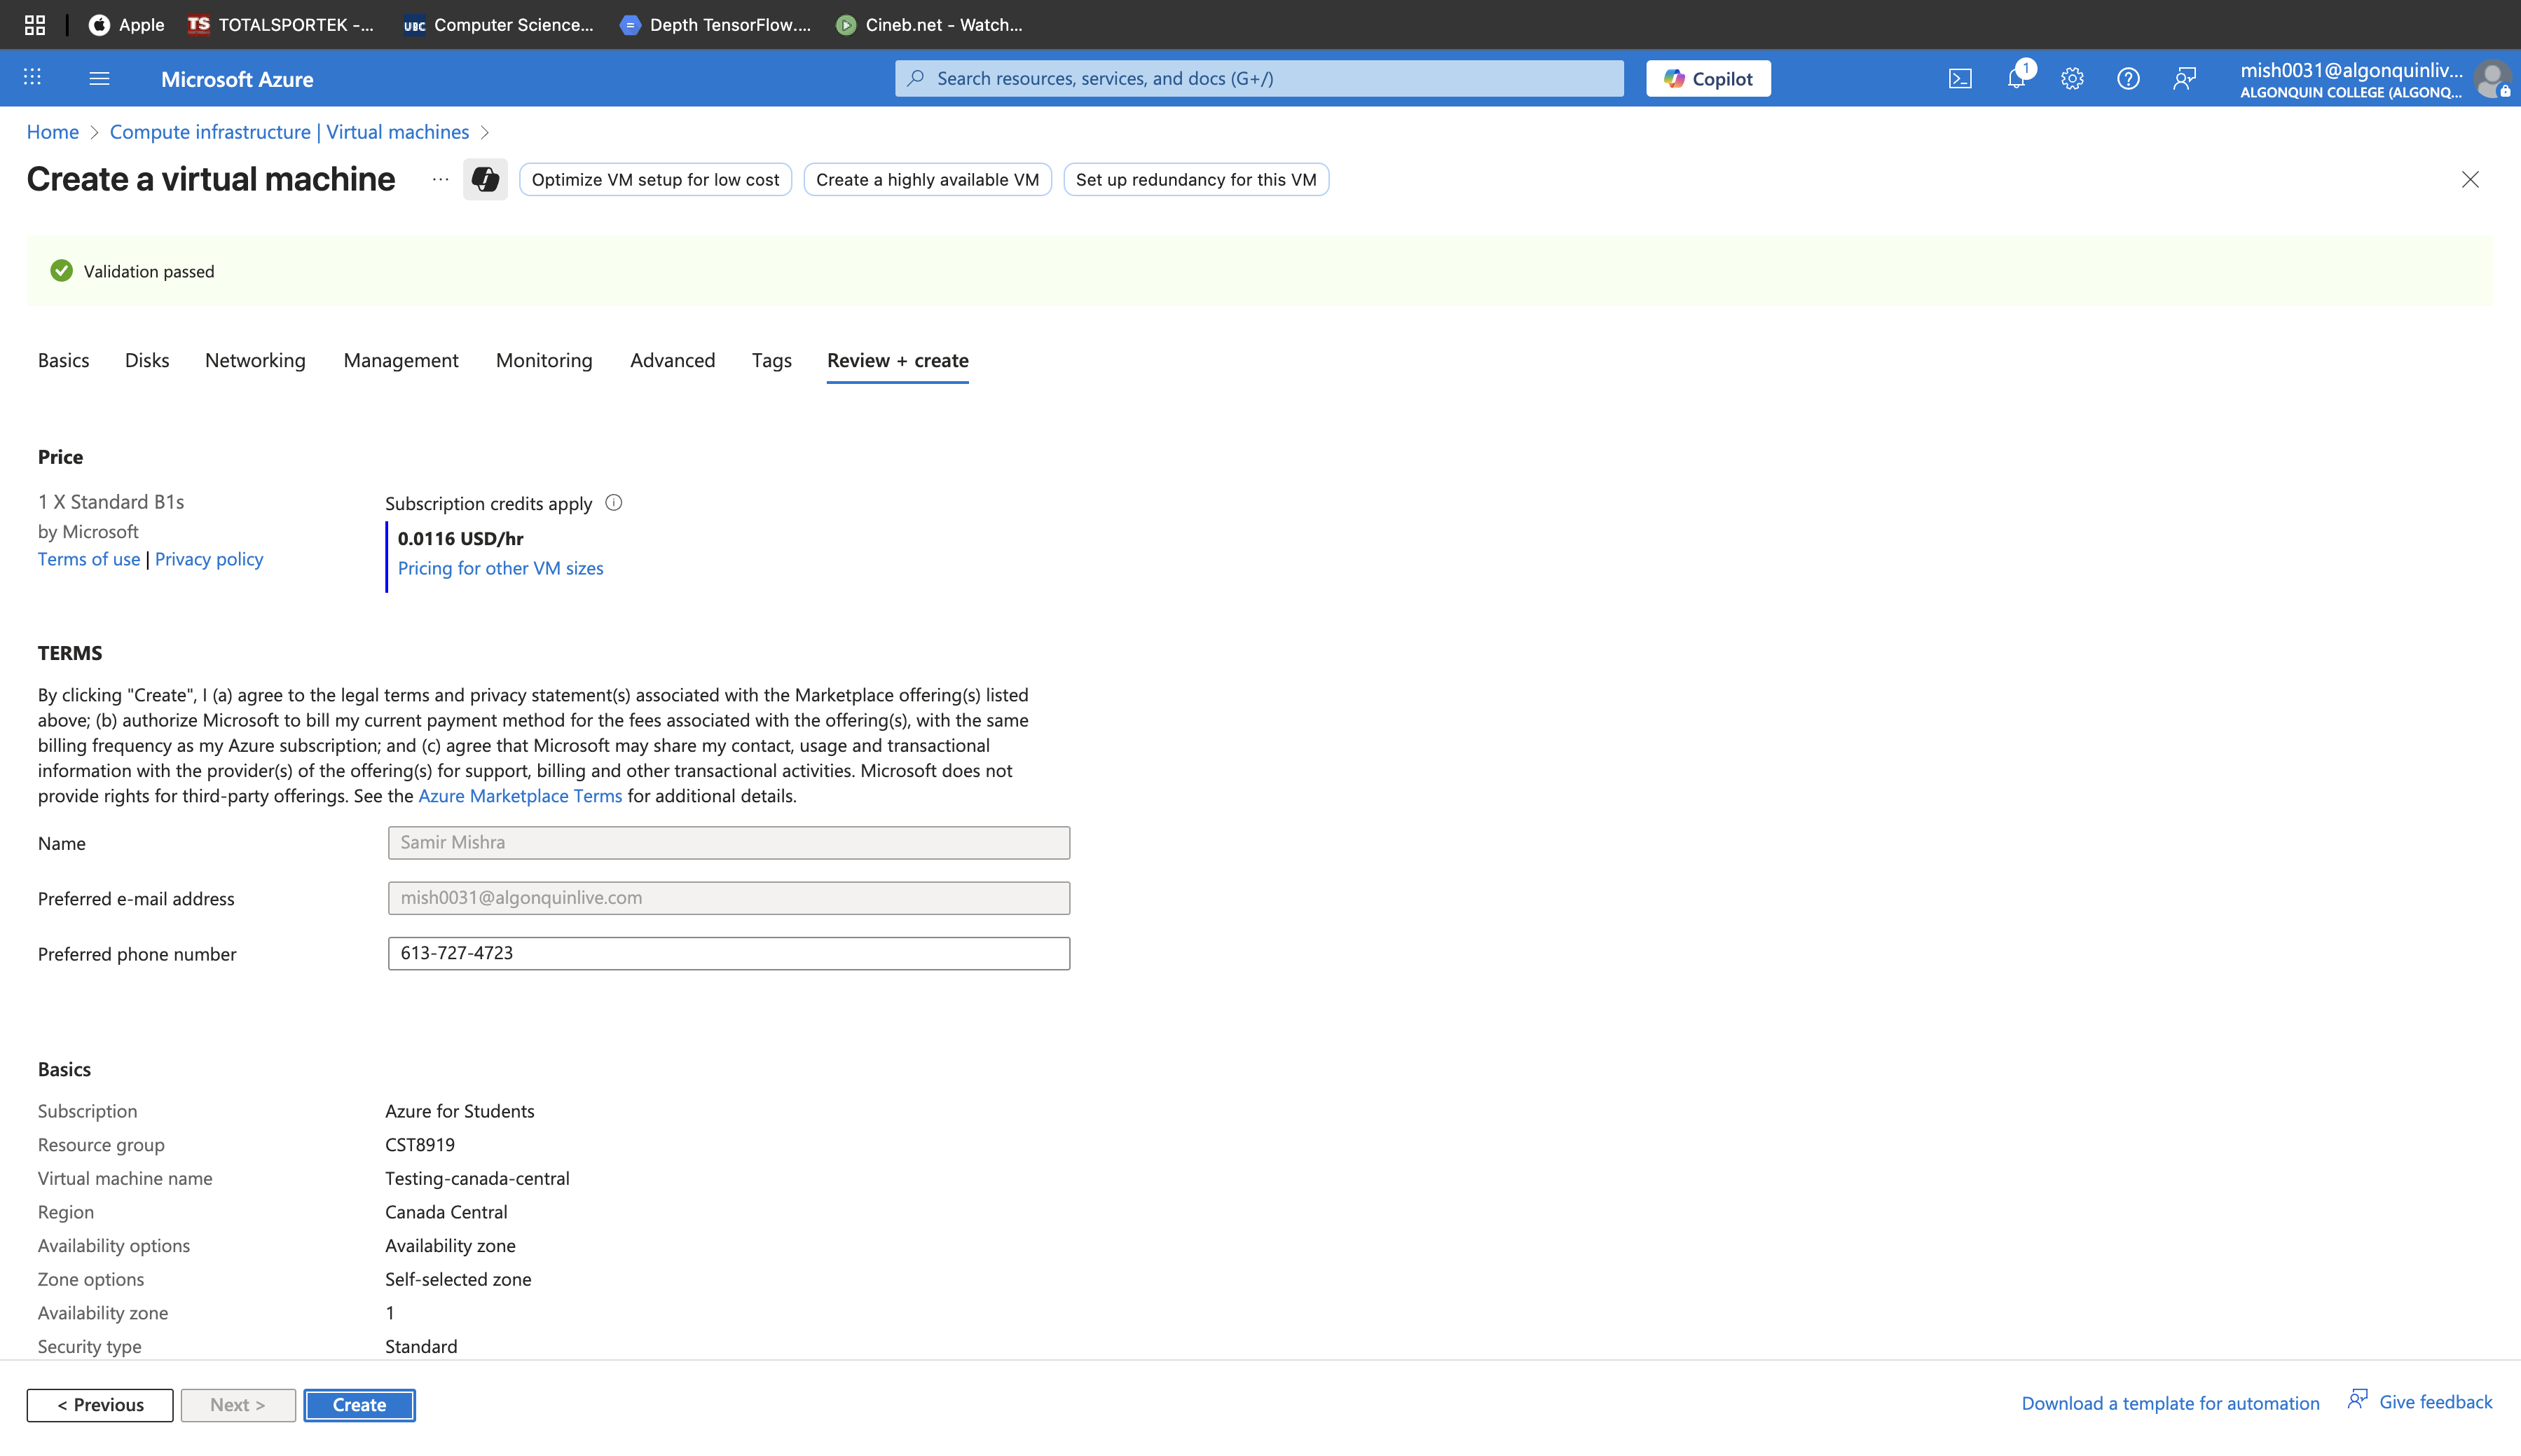 Apple TS TOTALSPORTEK -... UBC Computer Science... Depth TensorFlow.... Cineb.net - Watch...
Microsoft Azure Search resources, services, and docs (G+/) Copilot 1 mish0031@algonquinliv...
ALGONQUIN COLLEGE (ALGONQ...
Home > Compute infrastructure | Virtual machines >
Create a virtual machine ... Optimize VM setup for low cost Create a highly available VM Set up redundancy for this VM
Validation passed
Basics Disks Networking Management Monitoring Advanced Tags Review + create
Price
1 X Standard B1s
by Microsoft
Terms of use | Privacy policy
Subscription credits apply
0.0116 USD/hr
Pricing for other VM sizes
TERMS
By clicking "Create", I (a) agree to the legal terms and privacy statement(s) associated with the Marketplace offering(s) listed
above; (b) authorize Microsoft to bill my current payment method for the fees associated with the offering(s), with the same
billing frequency as my Azure subscription; and (c) agree that Microsoft may share my contact, usage and transactional
information with the provider(s) of the offering(s) for support, billing and other transactional activities. Microsoft does not
provide rights for third-party offerings. See the Azure Marketplace Terms for additional details.
Name Samir Mishra
Preferred e-mail address mish0031@algonquinlive.com
Preferred phone number 613-727-4723
Basics
Subscription Azure for Students
Resource group CST8919
Virtual machine name Testing-canada-central
Region Canada Central
Availability options Availability zone
Zone options Self-selected zone
Availability zone 1
Security type Standard
< Previous Next > Create Download a template for automation Give feedback